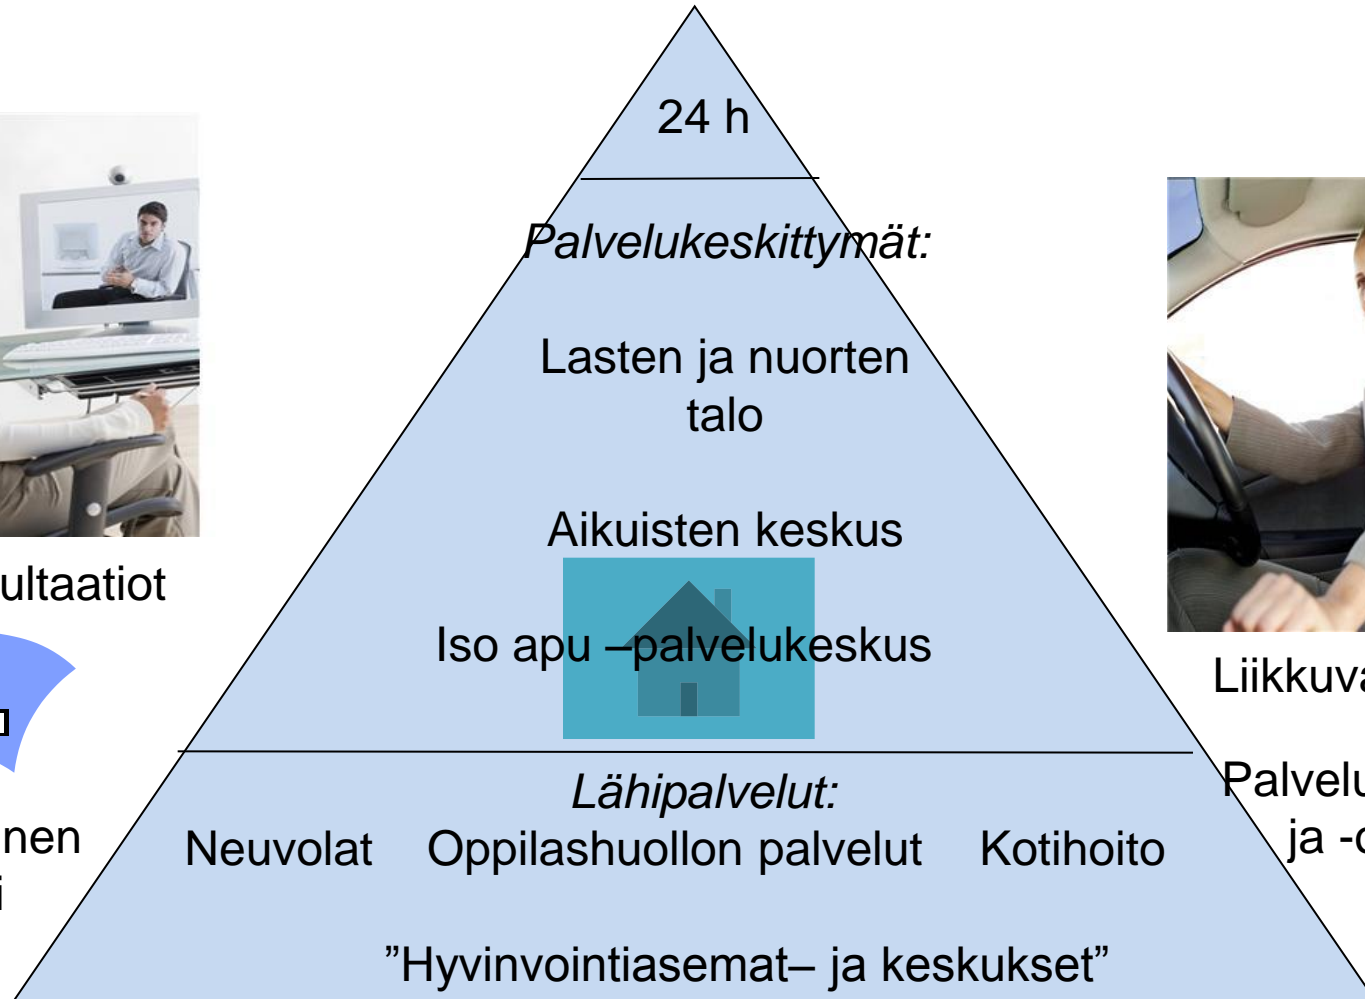 24 h
Palvelukeskittymät:
Lasten ja nuorten
talo
Aikuisten keskus
Iso apu –palvelukeskus
Lähipalvelut:
Neuvolat Oppilashuollon palvelut Kotihoito
”Hyvinvointiasemat– ja keskukset”
ultaatiot
nen
i
Liikkuva
Palvelu
ja -